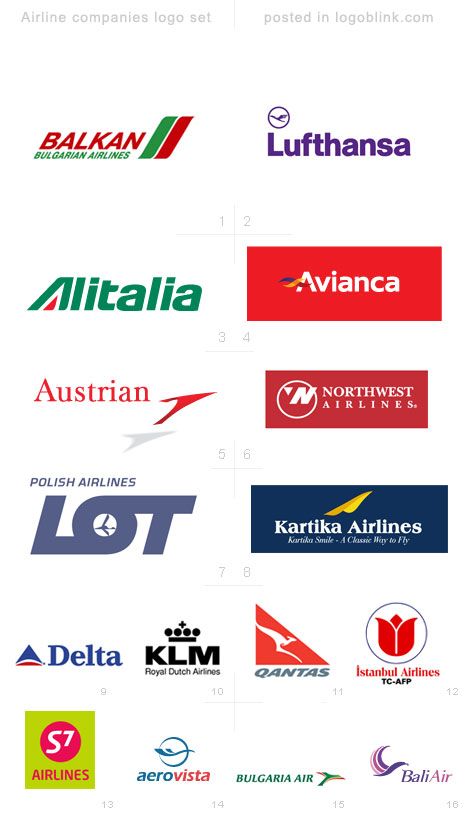 Airline companies logo set
posted in logoblink.com
BALKAN
BULGARIAN AIRLINES
Lufthansa
1 2
Alitalia
Avianca
3 4
Austrian
NORTHWEST
AIRLINES®
5 6
POLISH AIRLINES
LOT
Kartika Airlines
Kartika Smile - A Classic Way to Fly
7 8
Delta
KLM
Royal Dutch Airlines
QANTAS
İstanbul Airlines
TC-AFP
9 10 11 12
S7
AIRLINES
aerovista
BULGARIA AIR
BaliAir
13 14 15 16